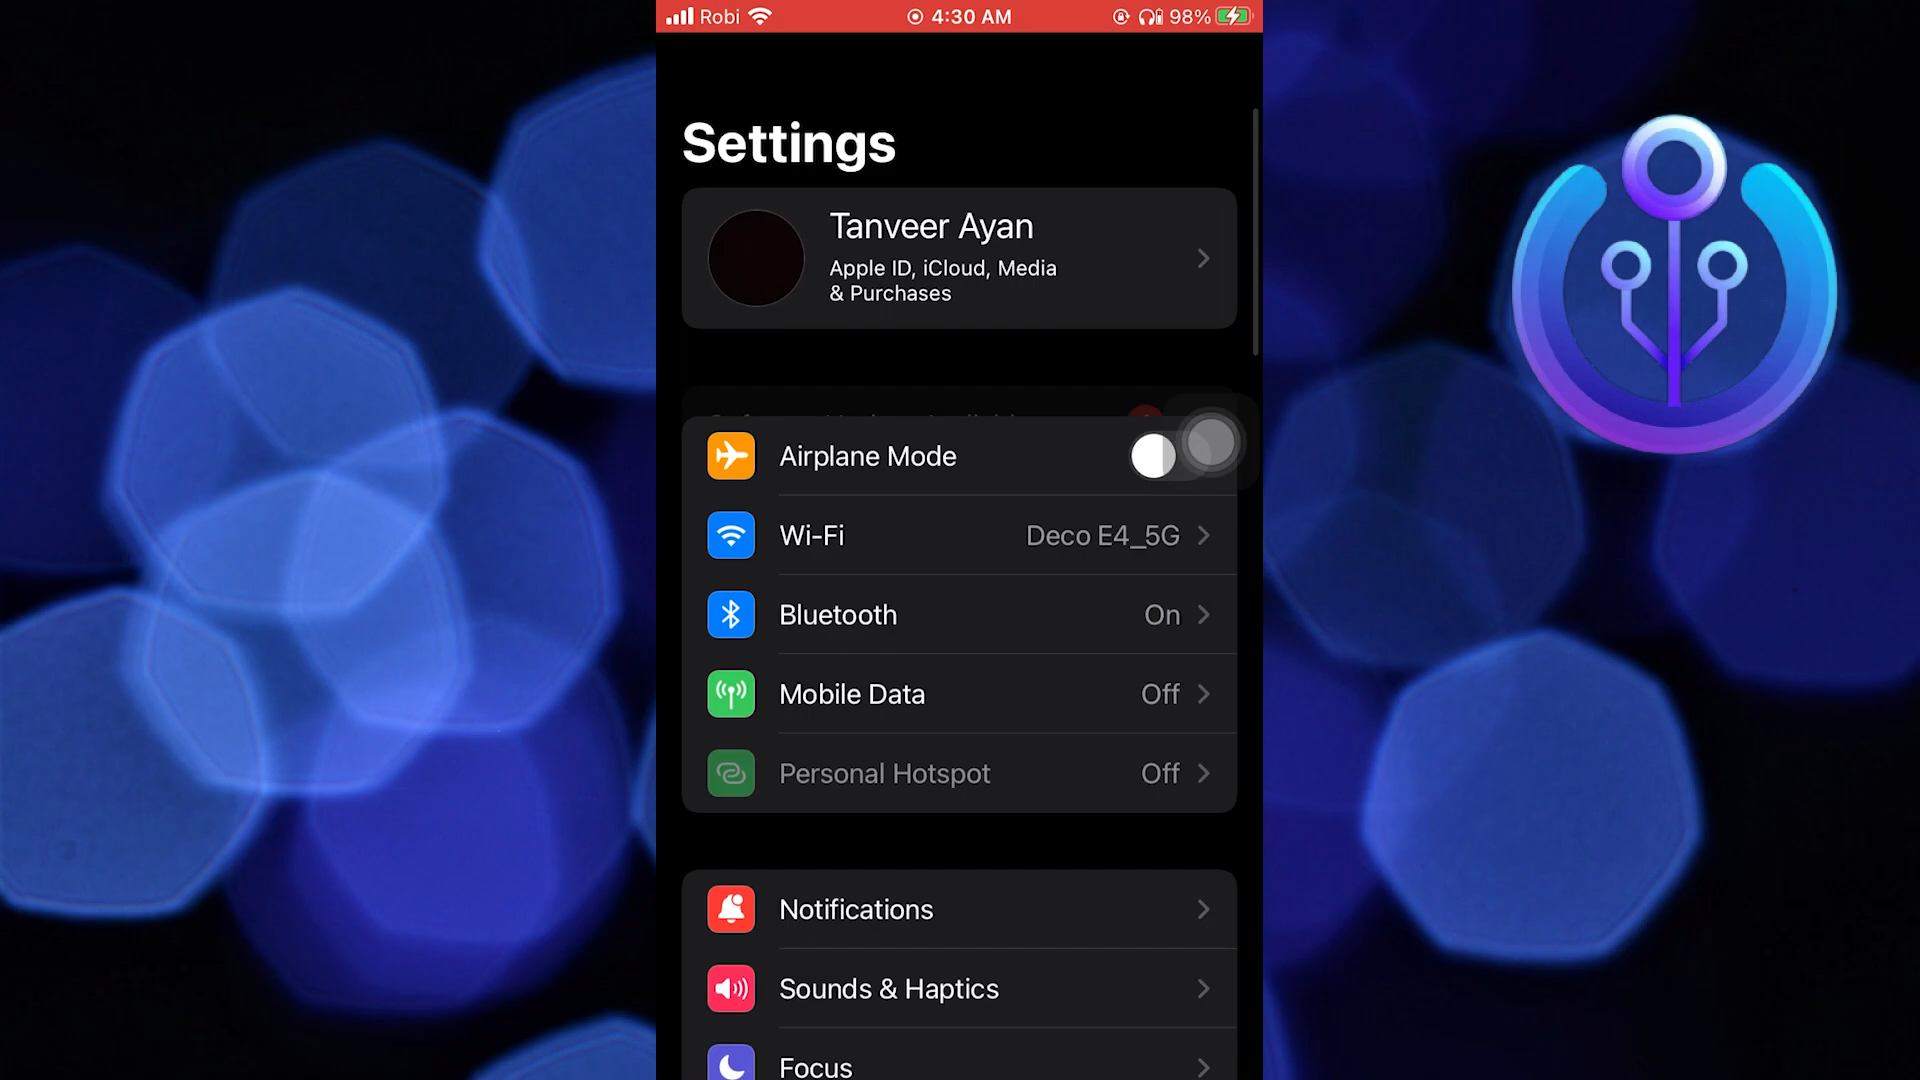 Robi 4:30 AM 98%
Settings
Tanveer Ayan
Apple ID, iCloud, Media
& Purchases
Airplane Mode
Wi-Fi Deco E4_5G
Bluetooth On
Mobile Data Off
Personal Hotspot Off
Notifications
Sounds & Haptics
Focus